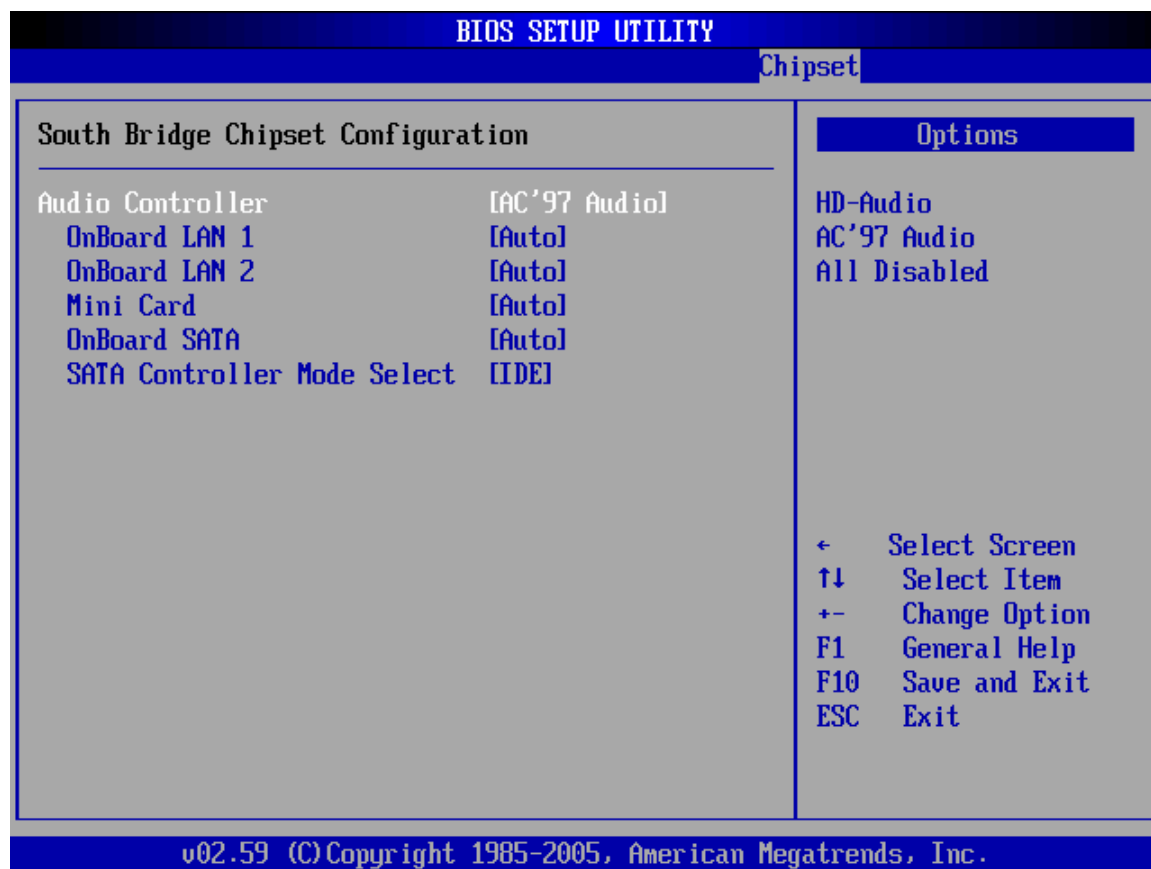 BIOS SETUP UTILITY
Chipset
South Bridge Chipset Configuration
Audio Controller [AC'97 Audio]
OnBoard LAN 1 [Auto]
OnBoard LAN 2 [Auto]
Mini Card [Auto]
OnBoard SATA [Auto]
SATA Controller Mode Select [IDE]
Options
HD-Audio
AC'97 Audio
All Disabled
← Select Screen
↑↓ Select Item
+- Change Option
F1 General Help
F10 Save and Exit
ESC Exit
v02.59 (C)Copyright 1985-2005, American Megatrends, Inc.